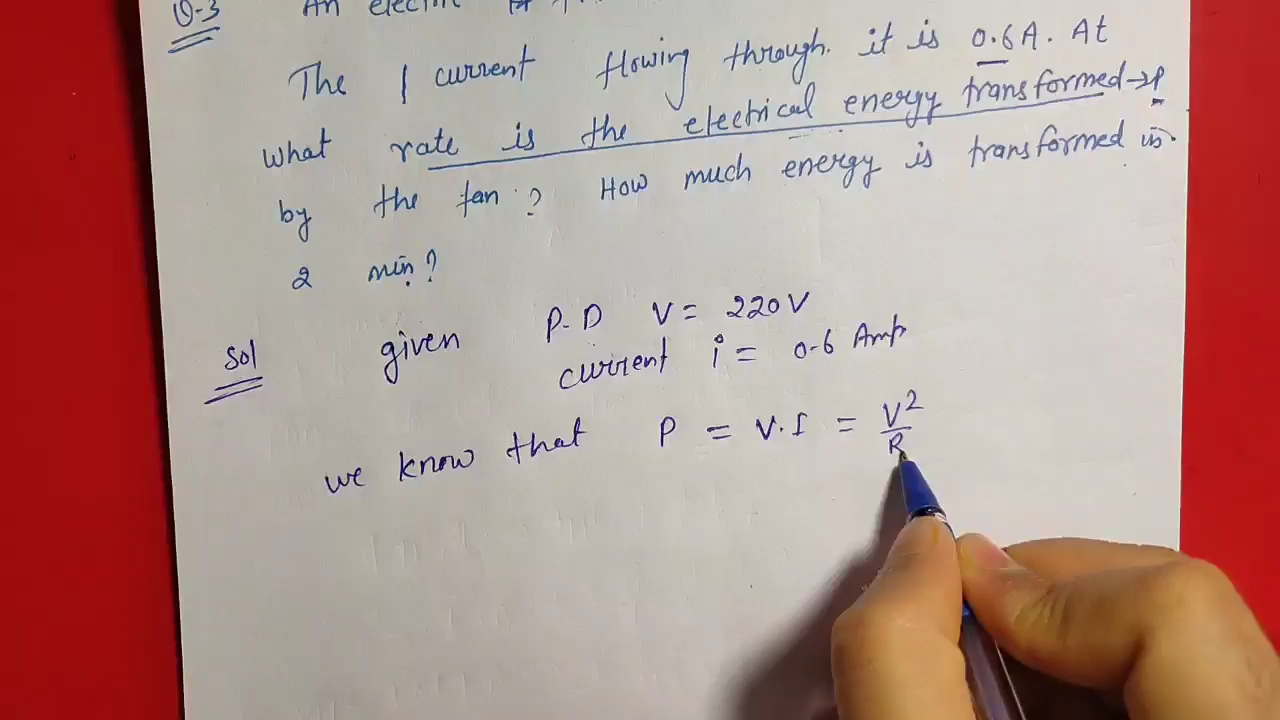 Q-3 An electric
The current flowing through it is 0.6A. At
what rate is the electrical energy transformed → P
by the fan? How much energy is transformed in
2 min?
Sol given P.D V = 220V
current i = 0.6 Amp
we know that P = V.I = V²/R